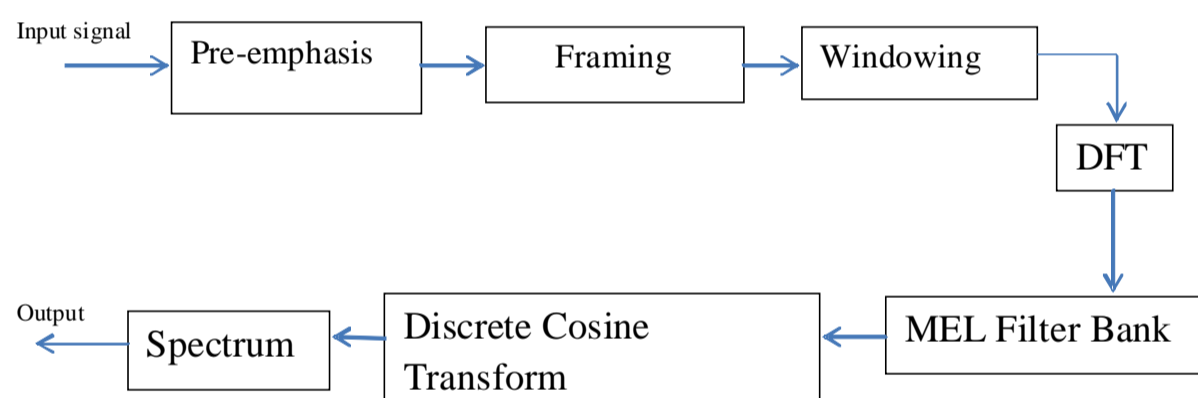 Input signal
Pre-emphasis
Framing
Windowing
DFT
MEL Filter Bank
Discrete Cosine
Transform
Spectrum
Output